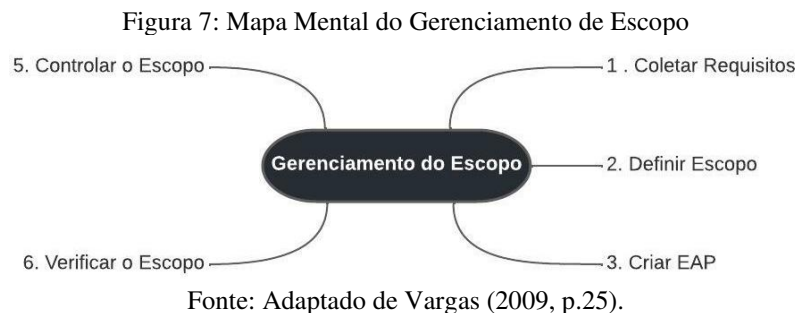 Figura 7: Mapa Mental do Gerenciamento de Escopo
5. Controlar o Escopo
1 . Coletar Requisitos
Gerenciamento do Escopo
2. Definir Escopo
6. Verificar o Escopo
3. Criar EAP
Fonte: Adaptado de Vargas (2009, p.25).